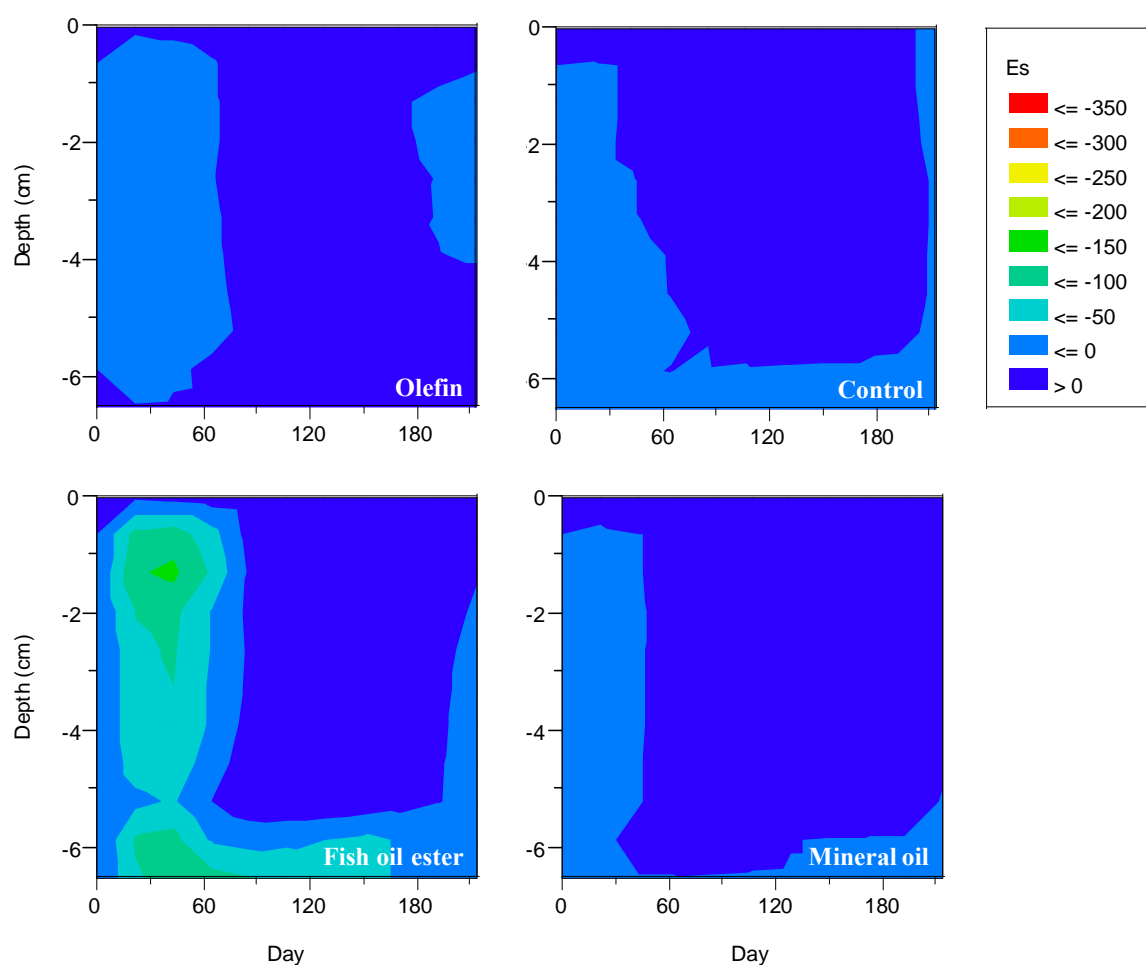 0
-2
-4
-6
Depth (cm)
Olefin
0 60 120 180
0
-2
-4
-6
Control
0 60 120 180
Es
<= -350
<= -300
<= -250
<= -200
<= -150
<= -100
<= -50
<= 0
> 0
0
-2
-4
-6
Depth (cm)
Fish oil ester
0 60 120 180
Day
0
-2
-4
-6
Mineral oil
0 60 120 180
Day